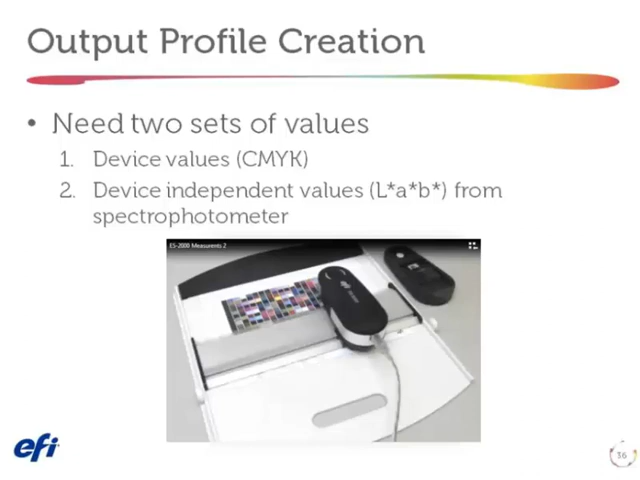 Output Profile Creation
• Need two sets of values
1. Device values (CMYK)
2. Device independent values (L*a*b*) from
spectrophotometer
ES-2000 Measurements 2
efi
efi
36